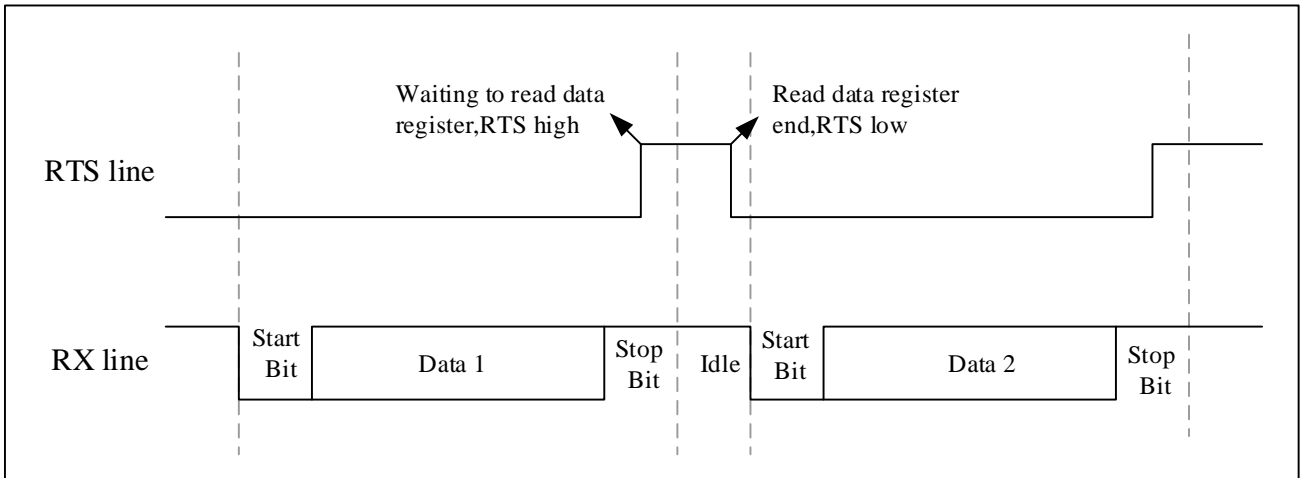 Waiting to read data
register,RTS high
Read data register
end,RTS low
RTS line
RX line
Start
Bit
Data 1
Stop
Bit
Idle
Start
Bit
Data 2
Stop
Bit